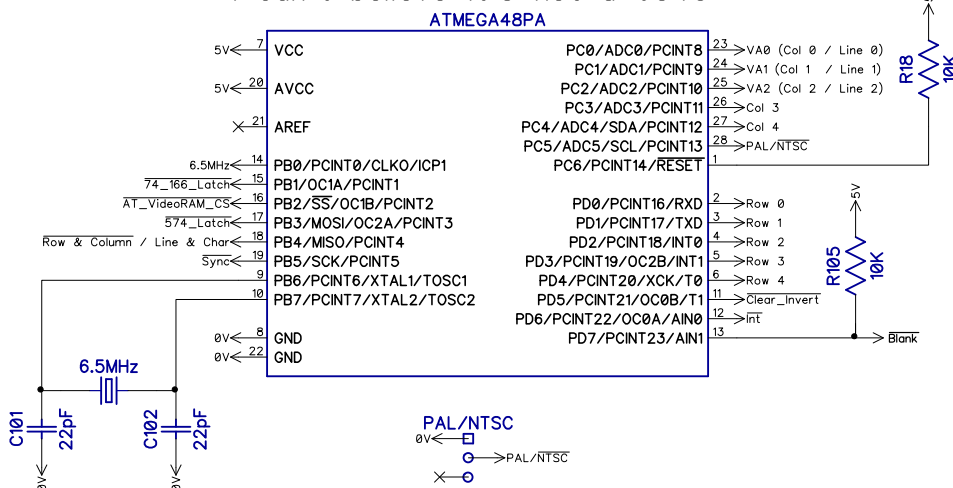 ATMEGA48PA
5V 7 VCC PC0/ADC0/PCINT8 23 VA0 (Col 0 / Line 0)
PC1/ADC1/PCINT9 24 VA1 (Col 1 / Line 1)
5V 20 AVCC PC2/ADC2/PCINT10 25 VA2 (Col 2 / Line 2)
PC3/ADC3/PCINT11 26 Col 3
21 AREF PC4/ADC4/SDA/PCINT12 27 Col 4
PC5/ADC5/SCL/PCINT13 28 PAL/NTSC
6.5MHz 14 PB0/PCINT0/CLKO/ICP1 PC6/PCINT14/RESET 1
R18 10K
74_166_Latch 15 PB1/OC1A/PCINT1
AT_VideoRAM_CS 16 PB2/SS/OC1B/PCINT2 PD0/PCINT16/RXD 2 Row 0
574_Latch 17 PB3/MOSI/OC2A/PCINT3 PD1/PCINT17/TXD 3 Row 1
Row & Column / Line & Char 18 PB4/MISO/PCINT4 PD2/PCINT18/INT0 4 Row 2
Sync 19 PB5/SCK/PCINT5 PD3/PCINT19/OC2B/INT1 5 Row 3
9 PB6/PCINT6/XTAL1/TOSC1 PD4/PCINT20/XCK/T0 6 Row 4
10 PB7/PCINT7/XTAL2/TOSC2 PD5/PCINT21/OC0B/T1 11 Clear_Invert
PD6/PCINT22/OC0A/AIN0 12 Int
0V 8 GND PD7/PCINT23/AIN1 13 Blank
0V 22 GND
5V
R105 10K
6.5MHz
C101 22pF C102 22pF
0V 0V
PAL/NTSC
0V
PAL/NTSC